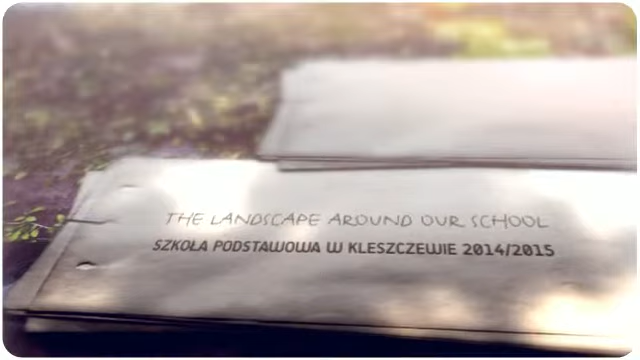 THE LANDSCAPE AROUND OUR SCHOOL
SZKOŁA PODSTAWOWA W KLESZCZEWIE 2014/2015